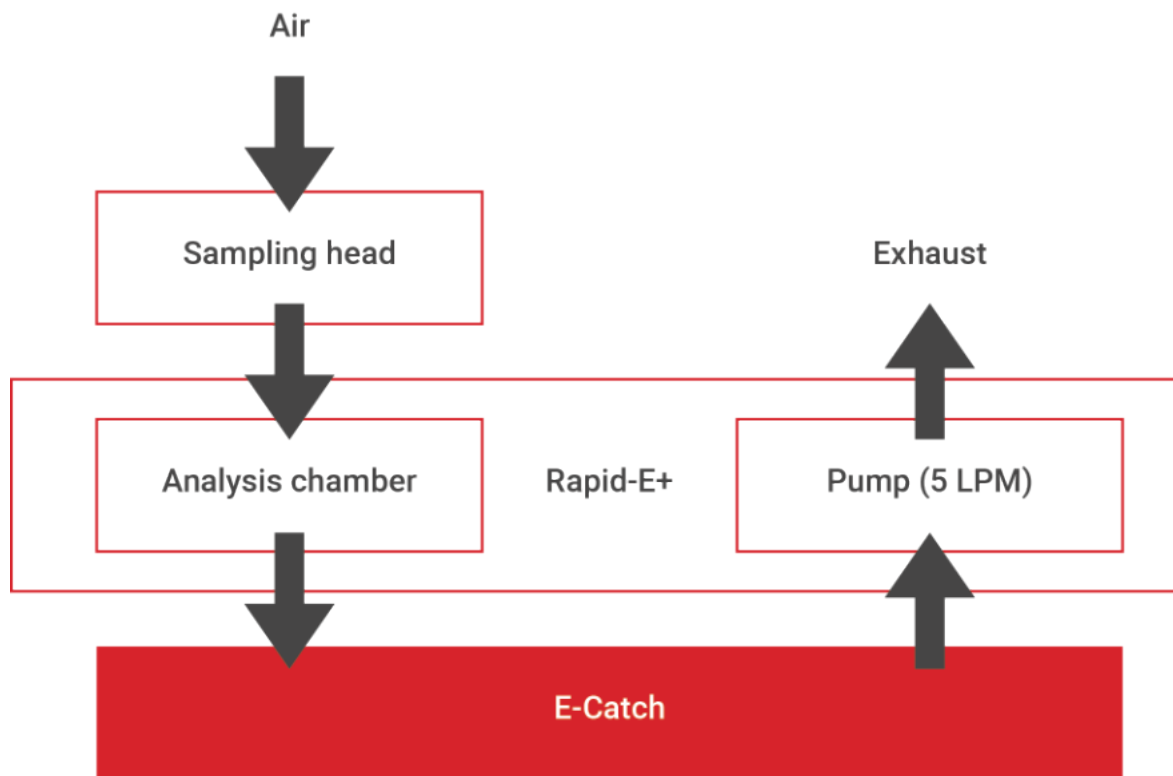 Air
Sampling head
Exhaust
Analysis chamber
Rapid-E+
Pump (5 LPM)
E-Catch